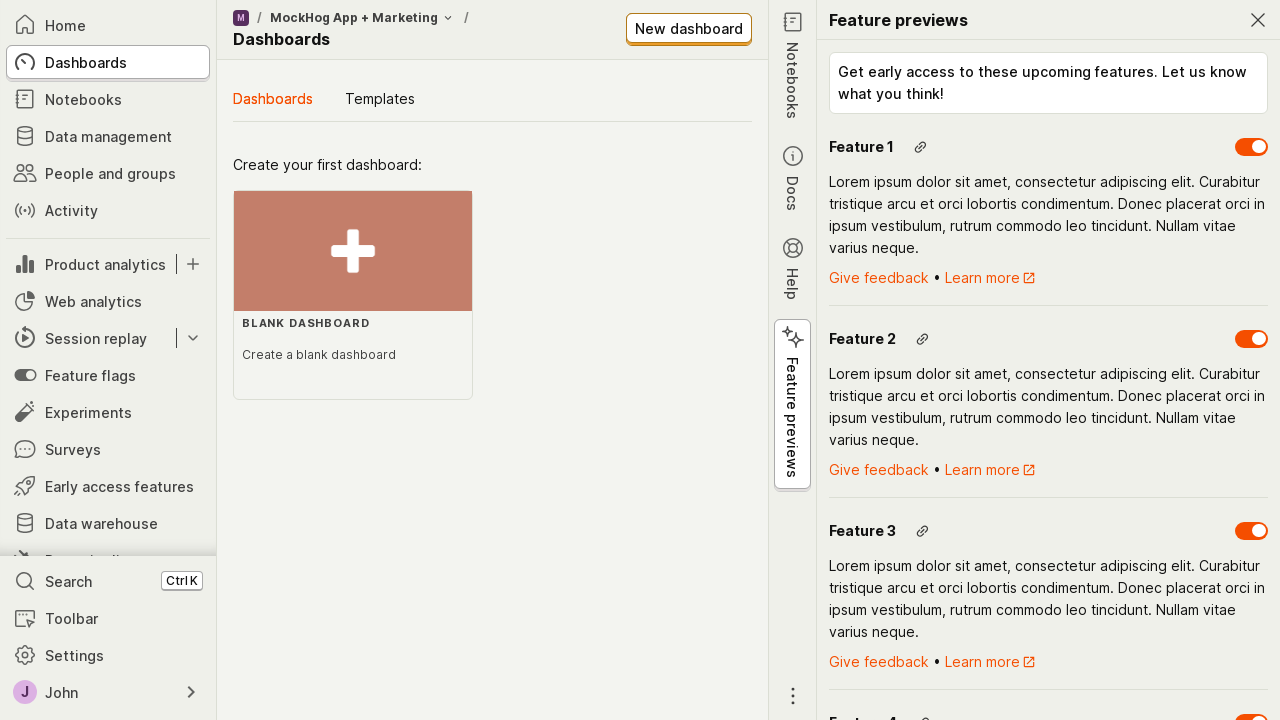 Home
Dashboards
Notebooks
Data management
People and groups
Activity
Product analytics
Web analytics
Session replay
Feature flags
Experiments
Surveys
Early access features
Data warehouse
Search
Ctrl K
Toolbar
Settings
J
John
M / MockHog App + Marketing /
Dashboards
New dashboard
Dashboards
Templates
Create your first dashboard:
BLANK DASHBOARD
Create a blank dashboard
Notebooks
Docs
Help
Feature previews
Feature previews
Get early access to these upcoming features. Let us know
what you think!
Feature 1
Lorem ipsum dolor sit amet, consectetur adipiscing elit. Curabitur
tristique arcu et orci lobortis condimentum. Donec placerat orci in
ipsum vestibulum, rutrum commodo leo tincidunt. Nullam vitae
varius neque.
Give feedback • Learn more
Feature 2
Lorem ipsum dolor sit amet, consectetur adipiscing elit. Curabitur
tristique arcu et orci lobortis condimentum. Donec placerat orci in
ipsum vestibulum, rutrum commodo leo tincidunt. Nullam vitae
varius neque.
Give feedback • Learn more
Feature 3
Lorem ipsum dolor sit amet, consectetur adipiscing elit. Curabitur
tristique arcu et orci lobortis condimentum. Donec placerat orci in
ipsum vestibulum, rutrum commodo leo tincidunt. Nullam vitae
varius neque.
Give feedback • Learn more
Feature 4